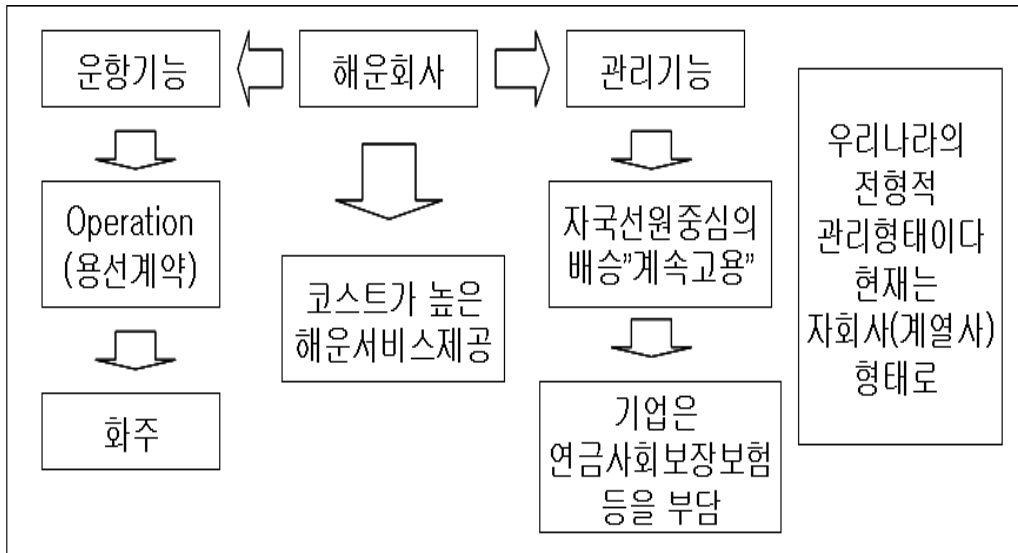 운항기능
해운회사
관리기능
Operation
(용선계약)
코스트가 높은
해운서비스제공
자국선원중심의
배승"계속고용"
화주
기업은
연금사회보장보험
등을 부담
우리나라의
전형적
관리형태이다
현재는
자회사(계열사)
형태로